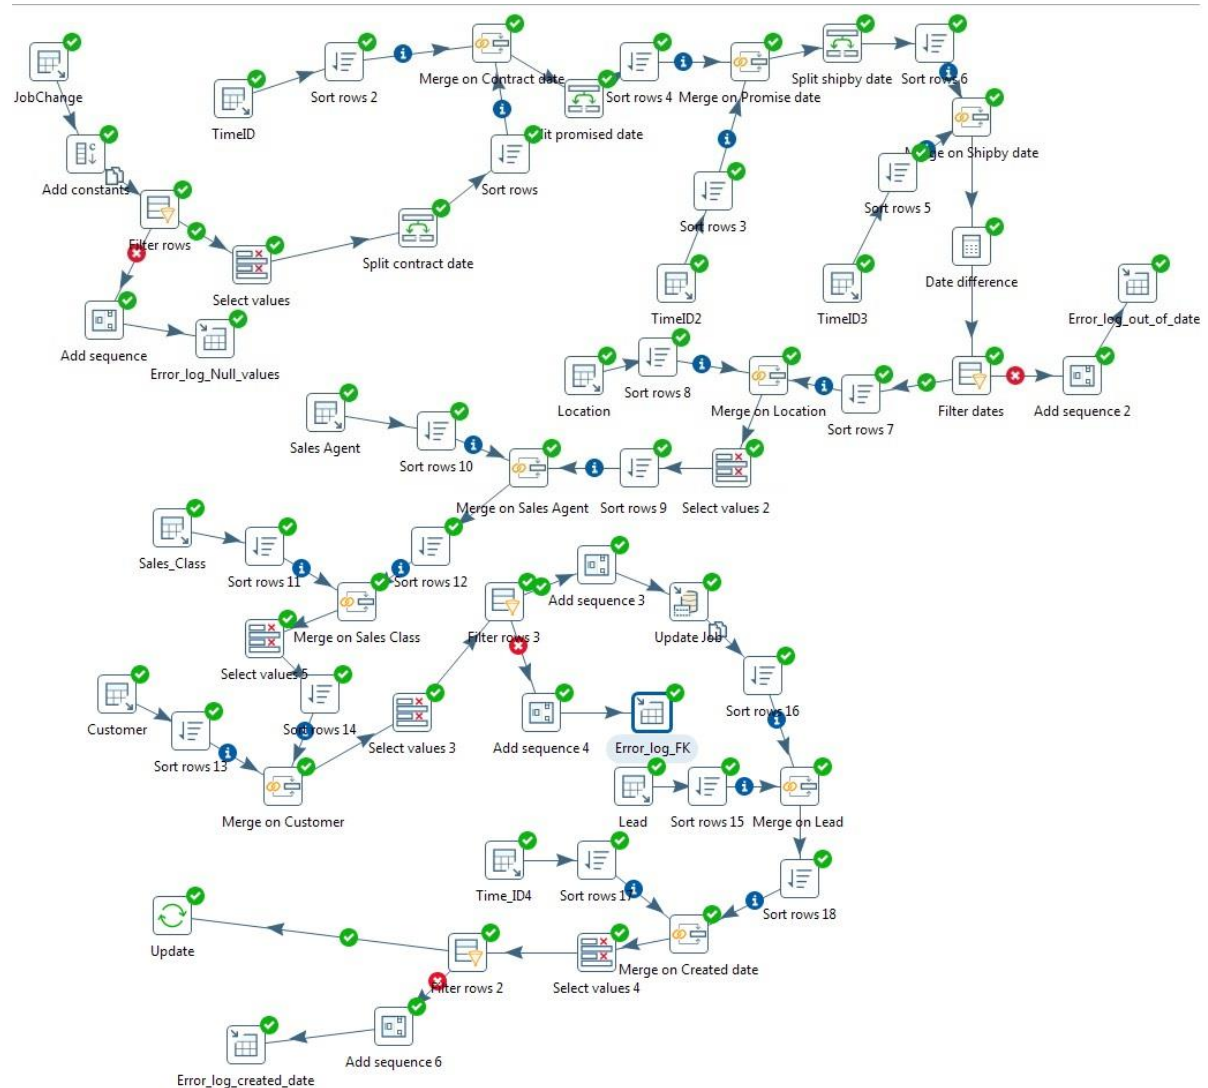 JobChange
TimeID
Sort rows 2
Merge on Contract date
Sort rows 4
Merge on Promise date
Split shipby date
Sort rows 6
Add constants
Sort rows
Sort rows 3
Sort rows 5
Filter rows
Split contract date
Select values
Date difference
TimeID2
TimeID3
Error_log_out_of_date
Add sequence
Error_log_Null_values
Location
Sort rows 8
Merge on Location
Sort rows 7
Filter dates
Add sequence 2
Sales Agent
Sort rows 10
Merge on Sales Agent
Sort rows 9
Select values 2
Sales_Class
Sort rows 11
Sort rows 12
Add sequence 3
Merge on Sales Class
Filter rows 3
Update Job
Select values 5
Customer
Sort rows 13
Sort rows 14
Select values 3
Add sequence 4
Error_log_FK
Sort rows 16
Merge on Customer
Lead
Sort rows 15
Merge on Lead
Time_ID4
Sort rows 17
Sort rows 18
Update
Filter rows 2
Select values 4
Merge on Created date
Add sequence 6
Error_log_created_date